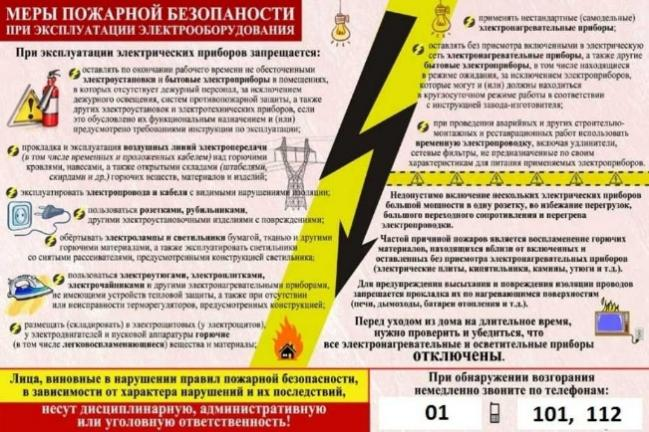 МЕРЫ ПОЖАРНОЙ БЕЗОПАНОСТИ
ПРИ ЭКСПЛУАТАЦИИ ЭЛЕКТРООБОРУДОВАНИЯ
При эксплуатации электрических приборов запрещается:
оставлять по окончании рабочего времени не обесточенными
электроустановки и бытовые электроприборы в помещениях,
в которых отсутствует дежурный персонал, за исключением
дежурного освещения, систем противопожарной защиты, а также
других электроустановок и электротехнических приборов, если
это обусловлено их функциональным назначением и (или)
предусмотрено требованиями инструкции по эксплуатации;
прокладка и эксплуатация воздушных линий электропередачи
(в том числе временных и проложенных кабелем) над горючими
кровлями, навесами, а также открытыми складами (штабелями,
скирдами и др.) горючих веществ, материалов и изделий;
эксплуатировать электропровода и кабеля с видимыми нарушениями изоляции;
пользоваться розетками, рубильниками,
другими электроустановочными изделиями с повреждениями;
обёртывать электролампы и светильники бумагой, тканью и другими
горючими материалами, а также эксплуатировать светильники
со снятыми рассеивателями, предусмотренными конструкцией светильника;
пользоваться электроутюгами, электроплитками,
электрочайниками и другими электронагревательными приборами,
не имеющими устройств тепловой защиты, а также при отсутствии
или неисправности терморегуляторов, предусмотренных конструкцией;
размещать (складировать) в электрощитовых (у электрощитов),
у электродвигателей и пусковой аппаратуры горючие
(в том числе легковоспламеняющиеся) вещества и материалы;
применять нестандартные (самодельные)
электронагревательные приборы;
оставлять без присмотра включенными в электрическую
сеть электронагревательные приборы, а также другие
бытовые электроприборы, в том числе находящиеся
в режиме ожидания, за исключением электроприборов,
которые могут и (или) должны находиться
в круглосуточном режиме работы в соответствии
с инструкцией завода-изготовителя;
при проведении аварийных и других строительно-
монтажных и реставрационных работ использовать
временную электропроводку, включая удлинители,
сетевые фильтры, не предназначенные по своим
характеристикам для питания применяемых электроприборов.
Недопустимо включение нескольких электрических приборов
большой мощности в одну розетку, во избежание перегрузок,
большого переходного сопротивления и перегрева
электропроводки.
Частой причиной пожаров является воспламенение горючих
материалов, находящихся вблизи от включенных и
оставленных без присмотра электронагревательных приборов
(электрические плиты, кипятильники, камины, утюги и т.д.).
Для предупреждения высыхания и повреждения изоляции проводов
запрещается прокладка их по нагревающимся поверхностям
(печи, дымоходы, батареи отопления и т.д.).
Перед уходом из дома на длительное время,
нужно проверить и убедиться, что
все электронагревательные и осветительные приборы
ОТКЛЮЧЕНЫ.
Лица, виновные в нарушении правил пожарной безопасности,
в зависимости от характера нарушений и их последствий,
несут дисциплинарную, административную
или уголовную ответственность!
При обнаружении возгорания
немедленно звоните по телефонам:
01
101, 112